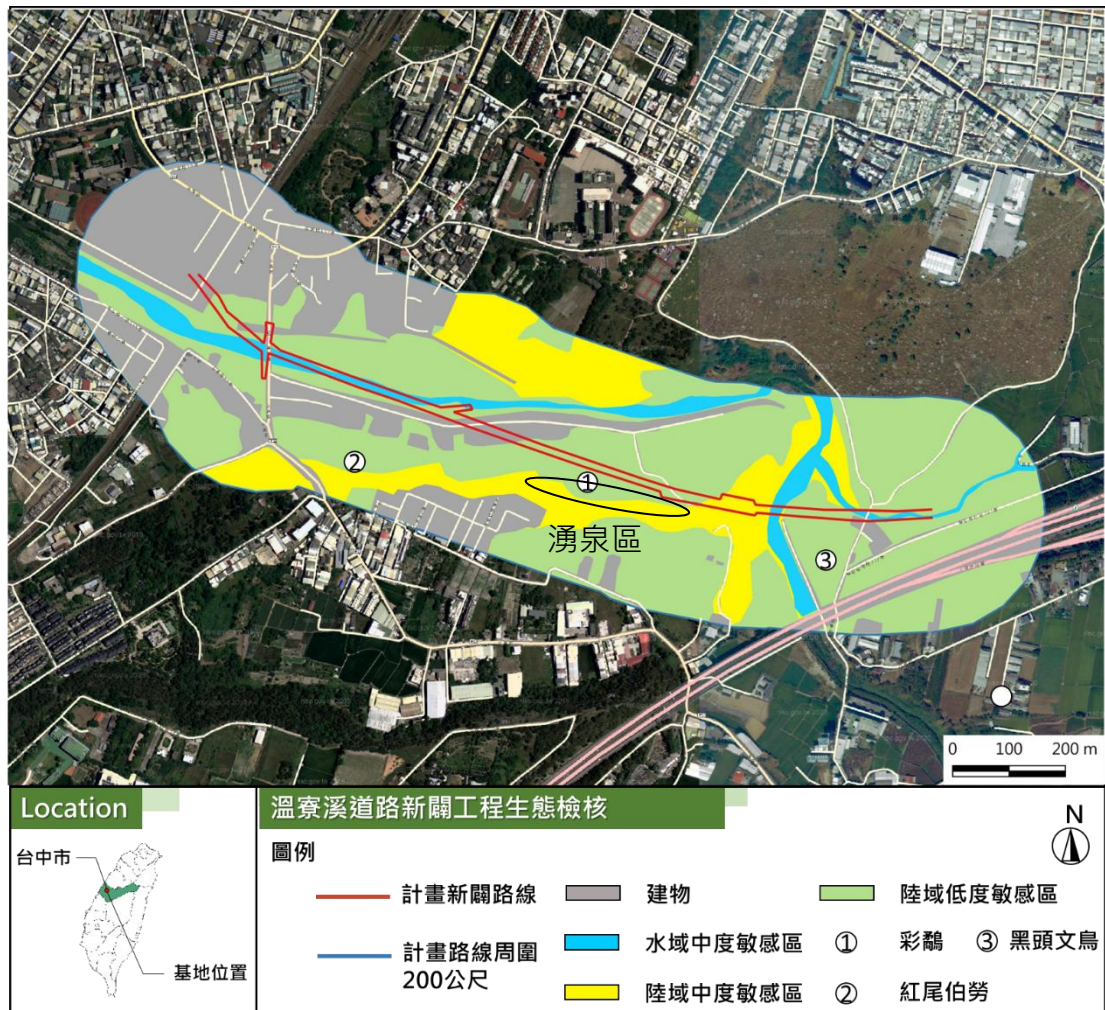 ②
①
湧泉區
③
0 100 200 m
Location
台中市
基地位置
溫寮溪道路新闢工程生態檢核
N
圖例
計畫新闢路線
建物
陸域低度敏感區
計畫路線周圍
200公尺
水域中度敏感區
① 彩鷸
③ 黑頭文鳥
陸域中度敏感區
② 紅尾伯勞